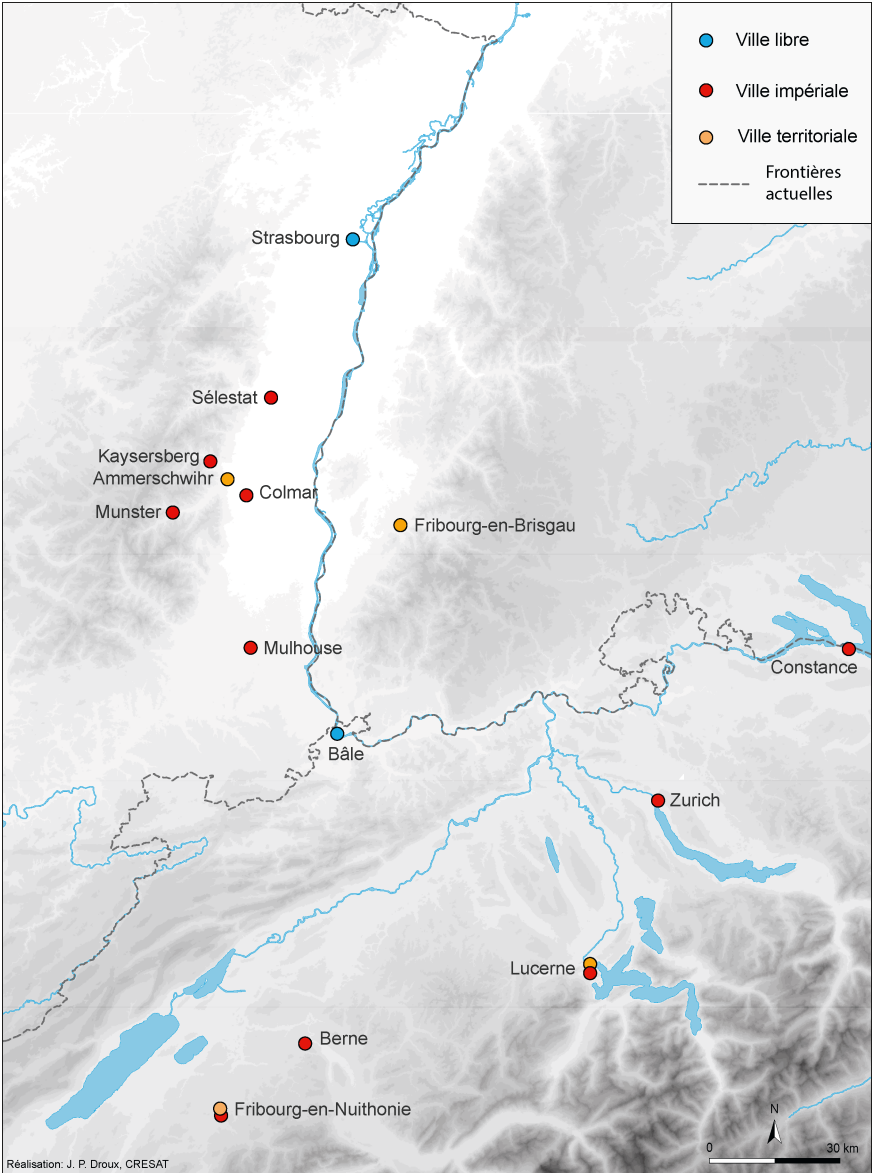 Ville libre
Ville impériale
Ville territoriale
Frontières
actuelles
Strasbourg
Sélestat
Kaysersberg
Ammerschwihr
Colmar
Munster
Fribourg-en-Brisgau
Mulhouse
Constance
Bâle
Zurich
Lucerne
Berne
Fribourg-en-Nuithonie
N
0 30 km
Réalisation: J. P. Droux, CRESAT